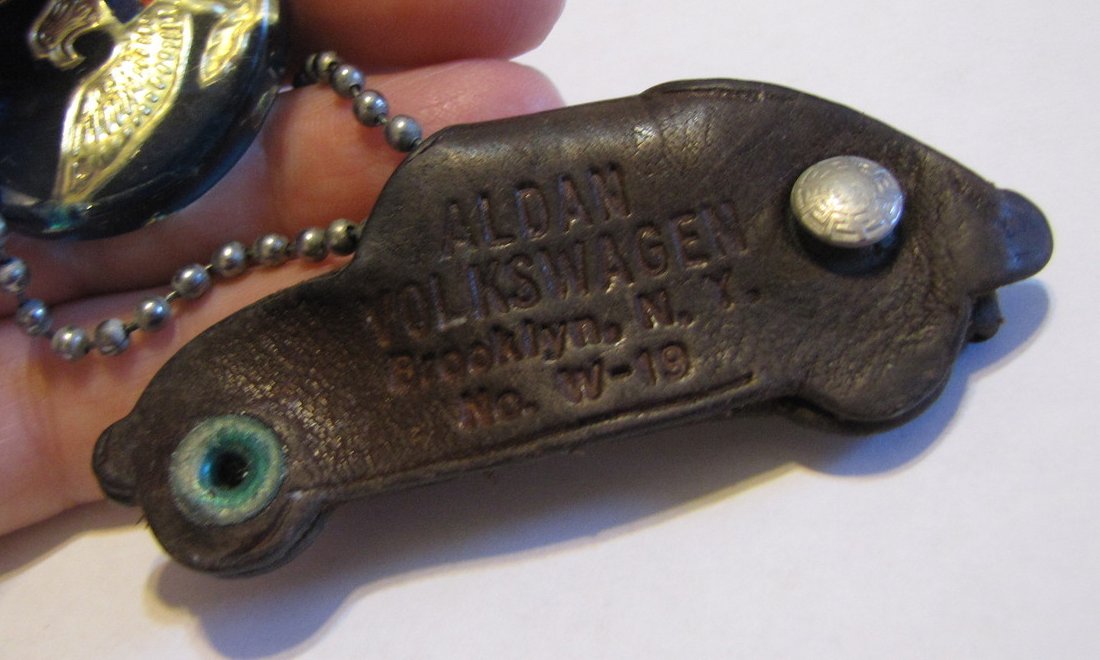 ALDAN
VOLKSWAGEN
Brooklyn, N. Y.
No. W-19